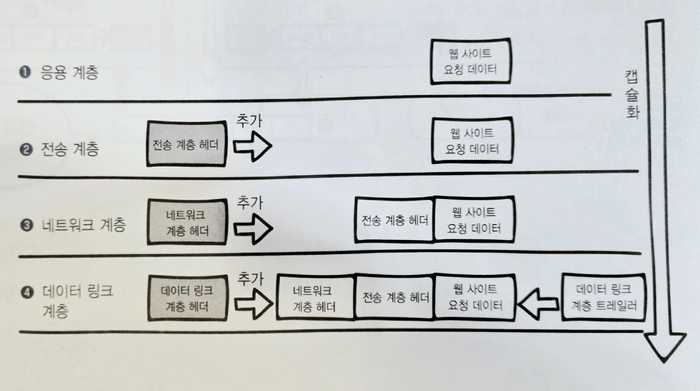 웹 사이트
요청 데이터
❶ 응용 계층
캡슐화
추가
전송 계층 헤더
웹 사이트
요청 데이터
❷ 전송 계층
추가
네트워크
계층 헤더
전송 계층 헤더
웹 사이트
요청 데이터
❸ 네트워크 계층
추가
데이터 링크
계층 헤더
네트워크
계층 헤더
전송 계층 헤더
웹 사이트
요청 데이터
데이터 링크
계층 트레일러
❹ 데이터 링크
계층